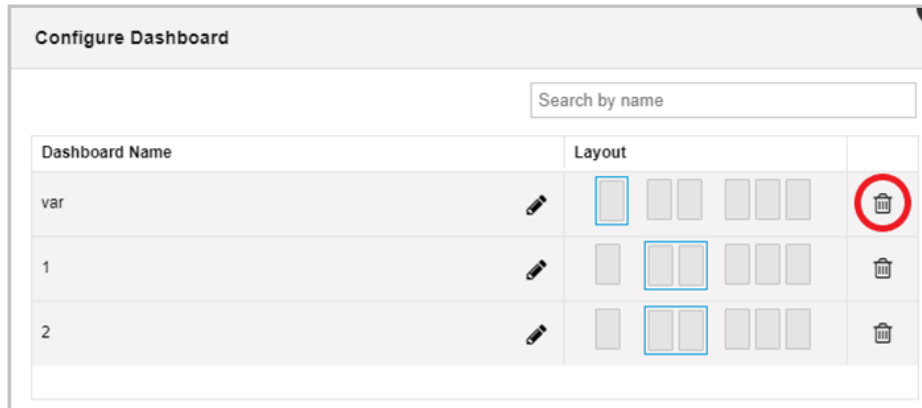 Configure Dashboard
Search by name
Dashboard Name Layout
var
1
2